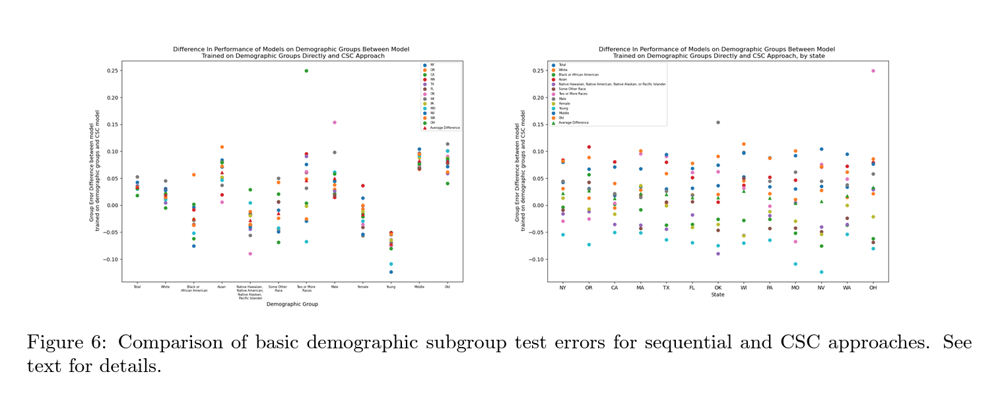 Difference In Performance of Models on Demographic Groups Between Model
Trained on Demographic Groups Directly and CSC Approach
Group Error Difference between model
trained on demographic groups and CSC model
0.25
0.20
0.15
0.10
0.05
0.00
−0.05
−0.10
NY
OR
CA
MA
TX
FL
OK
WI
PA
MO
NV
WA
OH
Average Difference
Total
White
Black or
African American
Asian
Native Hawaiian,
Native American,
Native Alaskan,
Pacific Islander
Some Other
Race
Two or More
Races
Male
Female
Young
Middle
Old
Demographic Group
Difference In Performance of Models on Demographic Groups Between Model
Trained on Demographic Groups Directly and CSC Approach, by state
Group Error Difference between model
trained on demographic groups and CSC model
0.25
0.20
0.15
0.10
0.05
0.00
−0.05
−0.10
Total
White
Black or African American
Asian
Native Hawaiian, Native American, Native Alaskan, or Pacific Islander
Some Other Race
Two or More Races
Male
Female
Young
Middle
Old
Average Difference
NY
OR
CA
MA
TX
FL
OK
WI
PA
MO
NV
WA
OH
State
Figure 6: Comparison of basic demographic subgroup test errors for sequential and CSC approaches. See
text for details.